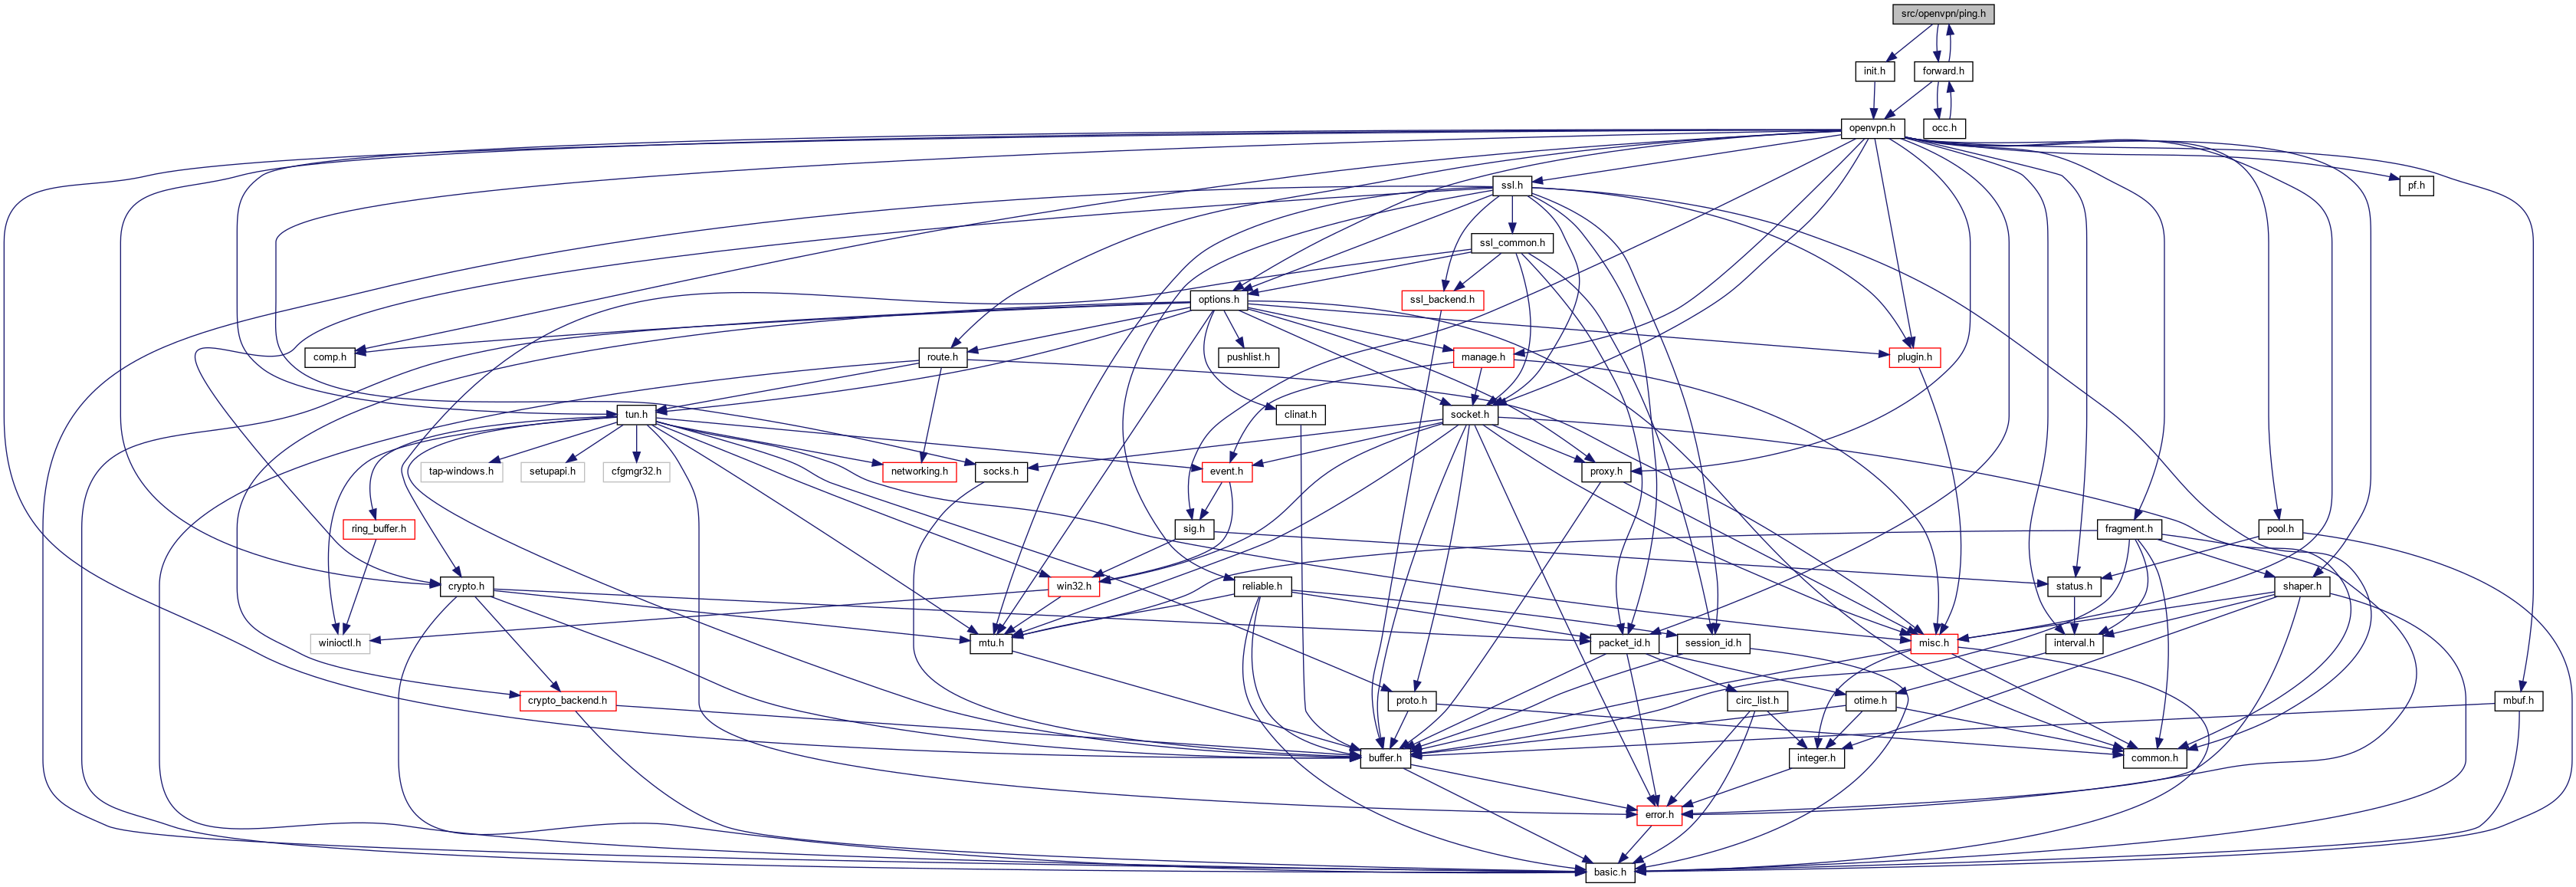 src/openvpn/ping.h
init.h
forward.h
openvpn.h
occ.h
ssl.h
pf.h
ssl_common.h
options.h
ssl_backend.h
comp.h
route.h
pushlist.h
manage.h
plugin.h
tun.h
clinat.h
socket.h
tap-windows.h
setupapi.h
cfgmgr32.h
networking.h
socks.h
event.h
proxy.h
ring_buffer.h
sig.h
fragment.h
pool.h
crypto.h
win32.h
reliable.h
status.h
shaper.h
winioctl.h
mtu.h
packet_id.h
session_id.h
misc.h
interval.h
crypto_backend.h
proto.h
circ_list.h
otime.h
mbuf.h
buffer.h
integer.h
common.h
error.h
basic.h